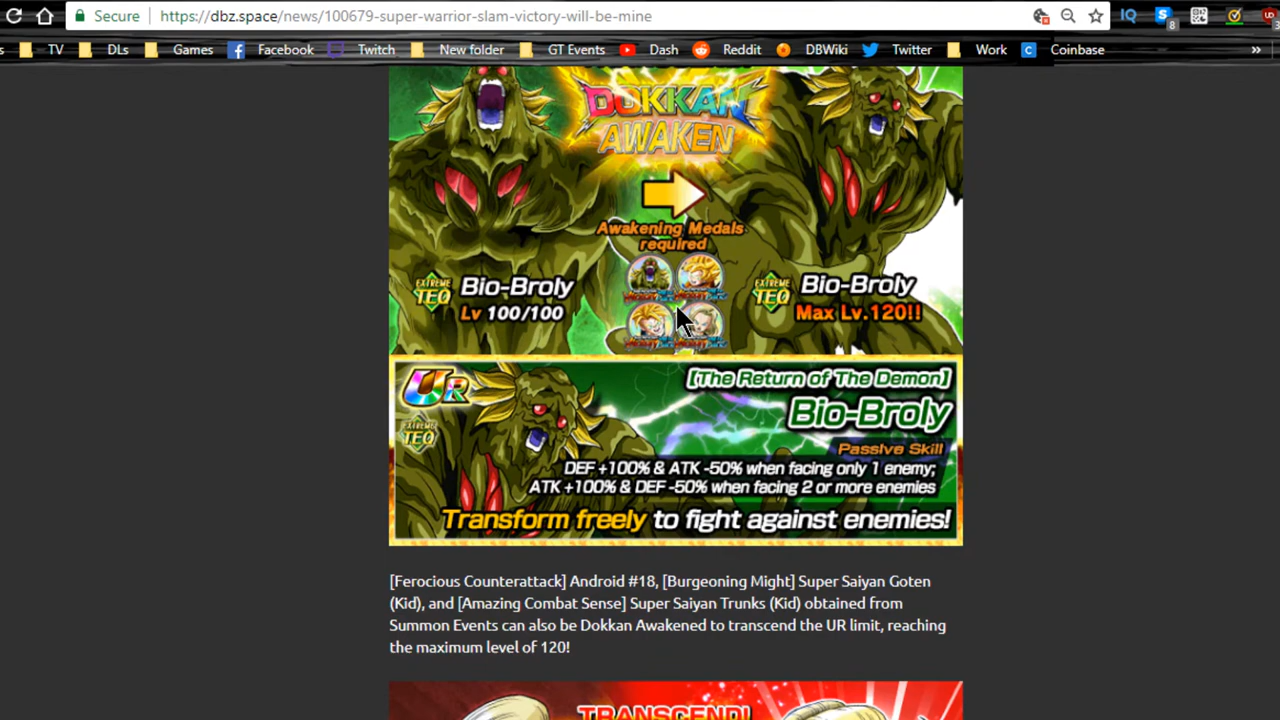 Secure https://dbz.space/news/100679-super-warrior-slam-victory-will-be-mine
IQ 8 UD 3
s TV DLs Games Facebook Twitch New folder GT Events Dash Reddit DBWiki Twitter Work C Coinbase »
DOKKAN
AWAKEN
Awakening Medals
required
EXTREME TEQ Bio-Broly
Lv 100/100
EXTREME TEQ Bio-Broly
Max Lv.120!!
UR
[The Return of The Demon]
Bio-Broly
EXTREME TEQ
Passive Skill
DEF +100% & ATK -50% when facing only 1 enemy;
ATK +100% & DEF -50% when facing 2 or more enemies
Transform freely to fight against enemies!
[Ferocious Counterattack] Android #18, [Burgeoning Might] Super Saiyan Goten
(Kid), and [Amazing Combat Sense] Super Saiyan Trunks (Kid) obtained from
Summon Events can also be Dokkan Awakened to transcend the UR limit, reaching
the maximum level of 120!
TRANSCEND!